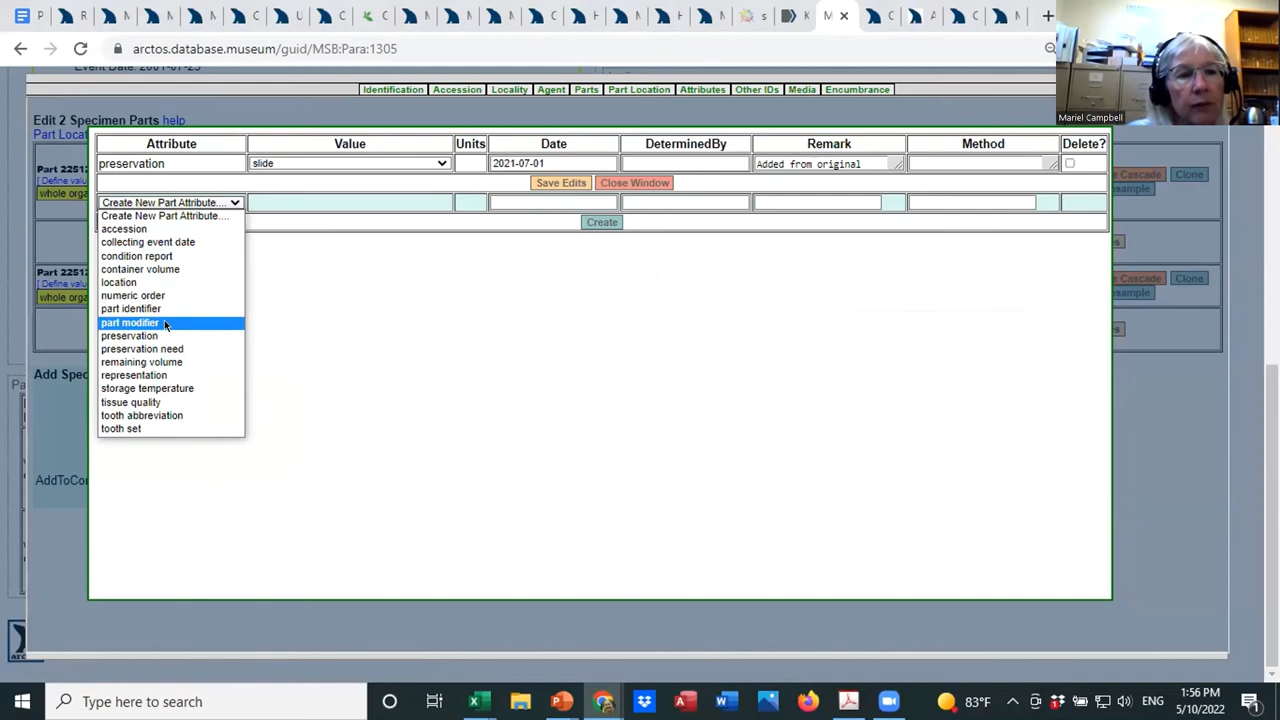 arctos.database.museum/guid/MSB:Para:1305
Mariel Campbell
Identification Accession Locality Agent Parts Part Location Attributes Other IDs Media Encumbrance
Edit 2 Specimen Parts help
Attribute Value Units Date DeterminedBy Remark Method Delete?
preservation slide 2021-07-01 Added from original
Save Edits Close Window
Create New Part Attribute....
Create
Create New Part Attribute....
accession
collecting event date
condition report
container volume
location
numeric order
part identifier
part modifier
preservation
preservation need
remaining volume
representation
storage temperature
tissue quality
tooth abbreviation
tooth set
Clone
Clone
Type here to search
83°F
ENG
1:56 PM
5/10/2022